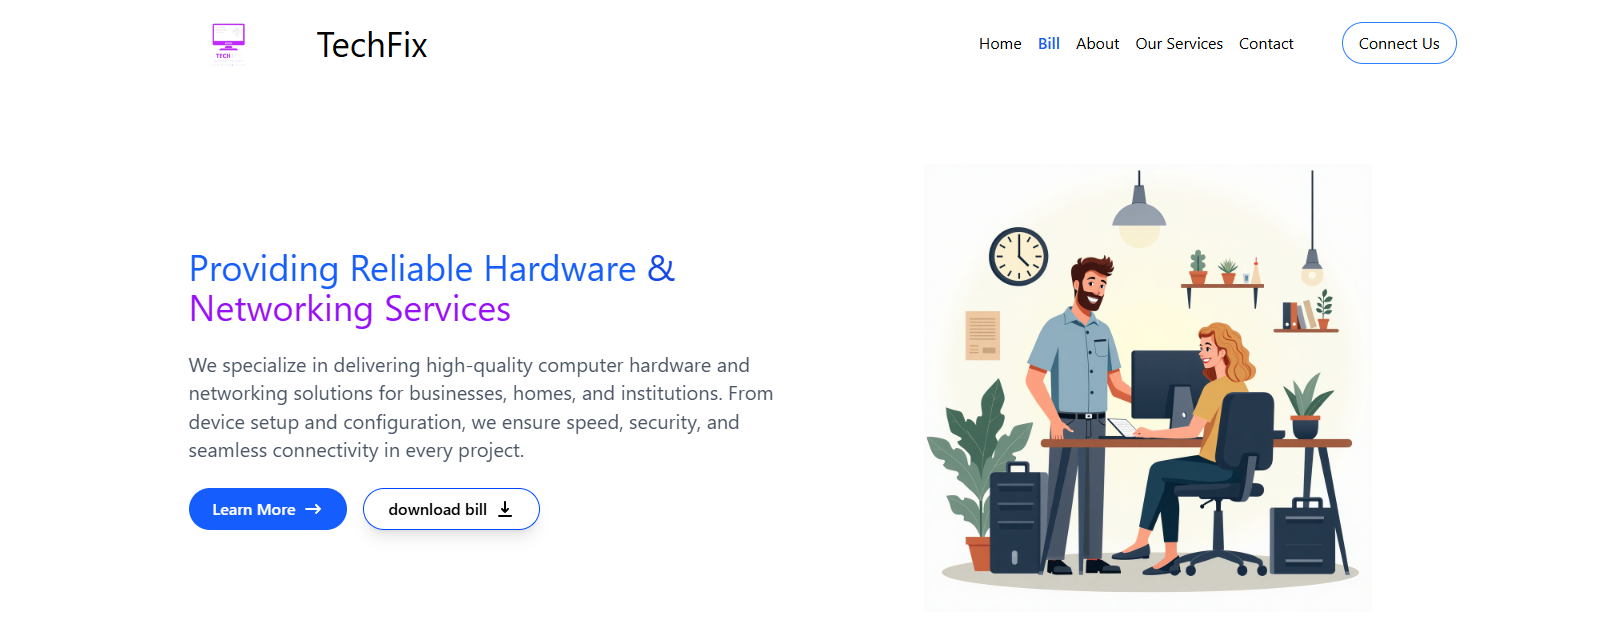 TECH
TechFix
Home Bill About Our Services Contact Connect Us
Providing Reliable Hardware &
Networking Services
We specialize in delivering high-quality computer hardware and
networking solutions for businesses, homes, and institutions. From
device setup and configuration, we ensure speed, security, and
seamless connectivity in every project.
Learn More → download bill